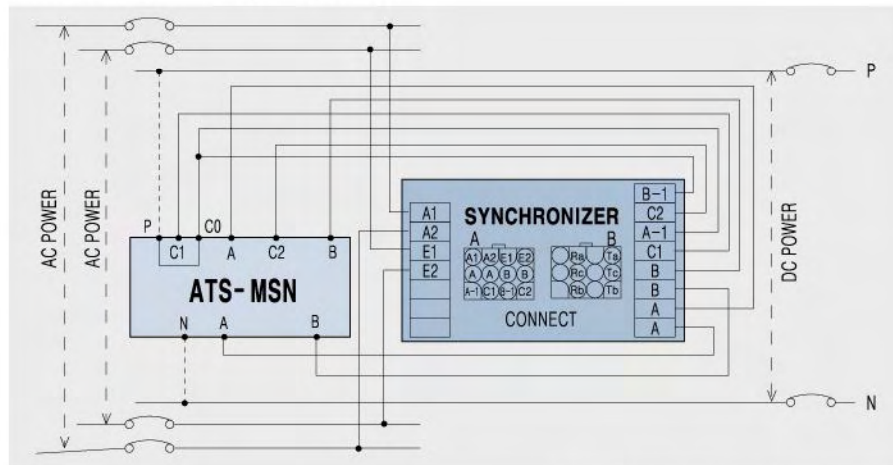 AC POWER
AC POWER
DC POWER
P
N
P
C1
C0
A
C2
B
ATS-MSN
N
A
B
A1
A2
E1
E2
SYNCHRONIZER
A
B
A1 A2 E1 E2
A A B B
A-1 C1 B-1 C2
Ra Ta
Rc Tc
Rb Tb
CONNECT
B-1
C2
A-1
C1
B
B
A
A